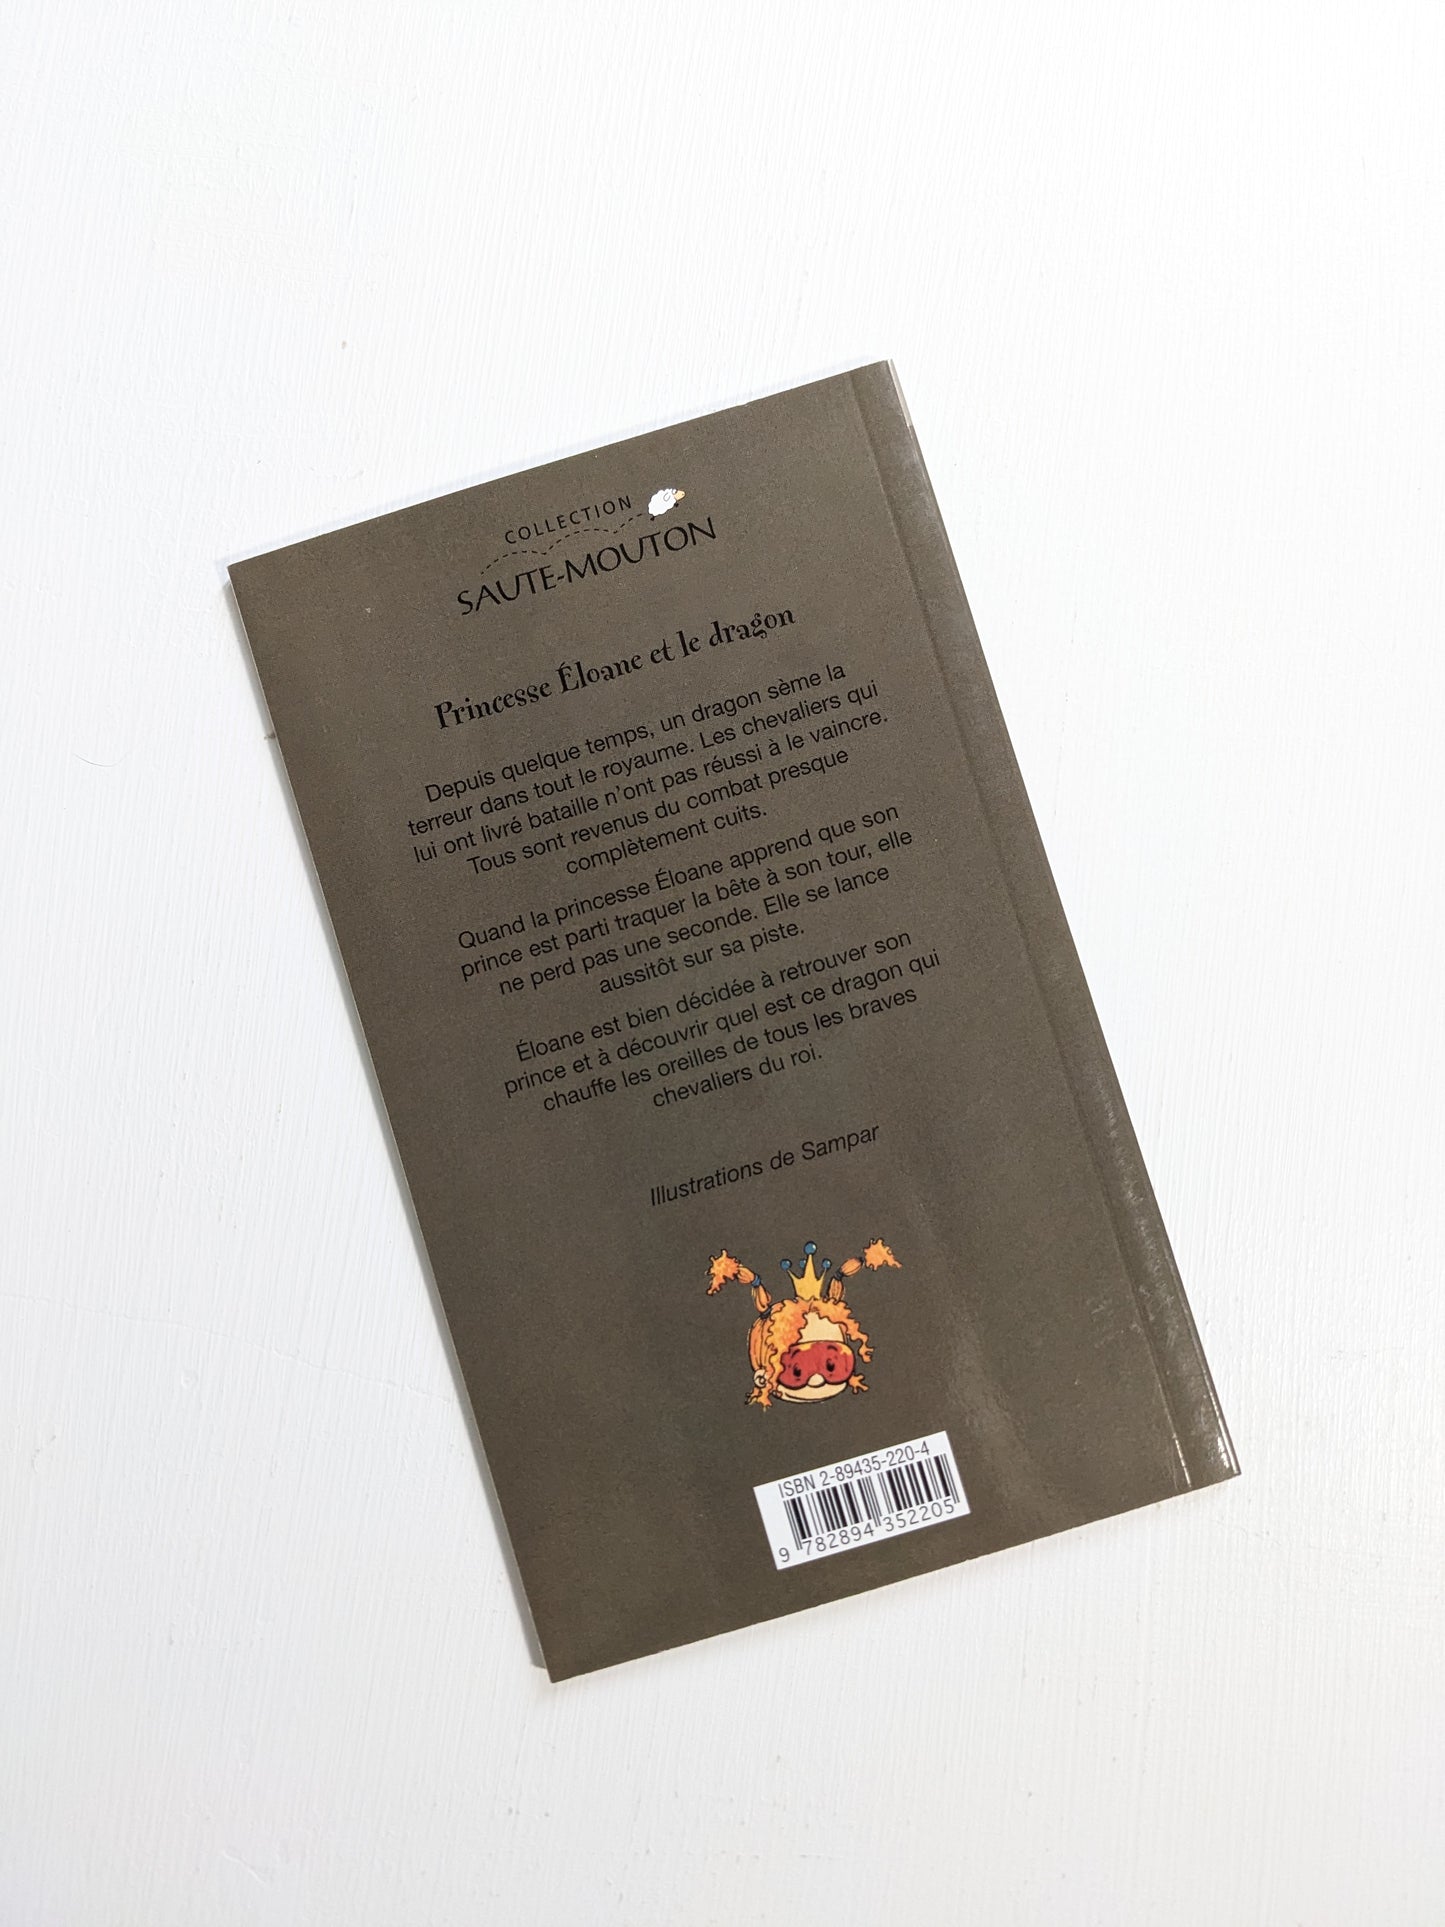 COLLECTION
SAUTE-MOUTON
Princesse Éloane et le dragon
Depuis quelque temps, un dragon sème la
terreur dans tout le royaume. Les chevaliers qui
lui ont livré bataille n'ont pas réussi à le vaincre.
Tous sont revenus du combat presque
complètement cuits.
Quand la princesse Éloane apprend que son
prince est parti traquer la bête à son tour, elle
ne perd pas une seconde. Elle se lance
aussitôt sur sa piste.
Éloane est bien décidée à retrouver son
prince et à découvrir quel est ce dragon qui
chauffe les oreilles de tous les braves
chevaliers du roi.
Illustrations de Sampar
ISBN 2-89435-220-4
9 782894 352205